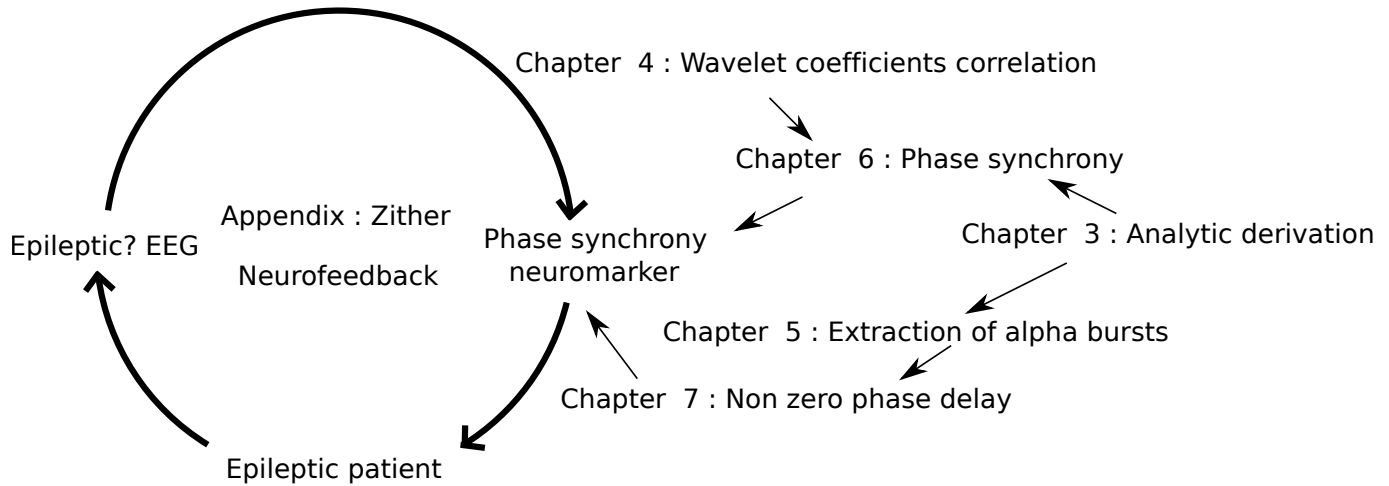 Chapter  4 : Wavelet coefficients correlation
Chapter  6 : Phase synchrony
Appendix : Zither
Chapter  3 : Analytic derivation
Epileptic? EEG
Phase synchrony
neuromarker
Neurofeedback
Chapter  5 : Extraction of alpha bursts
Chapter  7 : Non zero phase delay
Epileptic patient